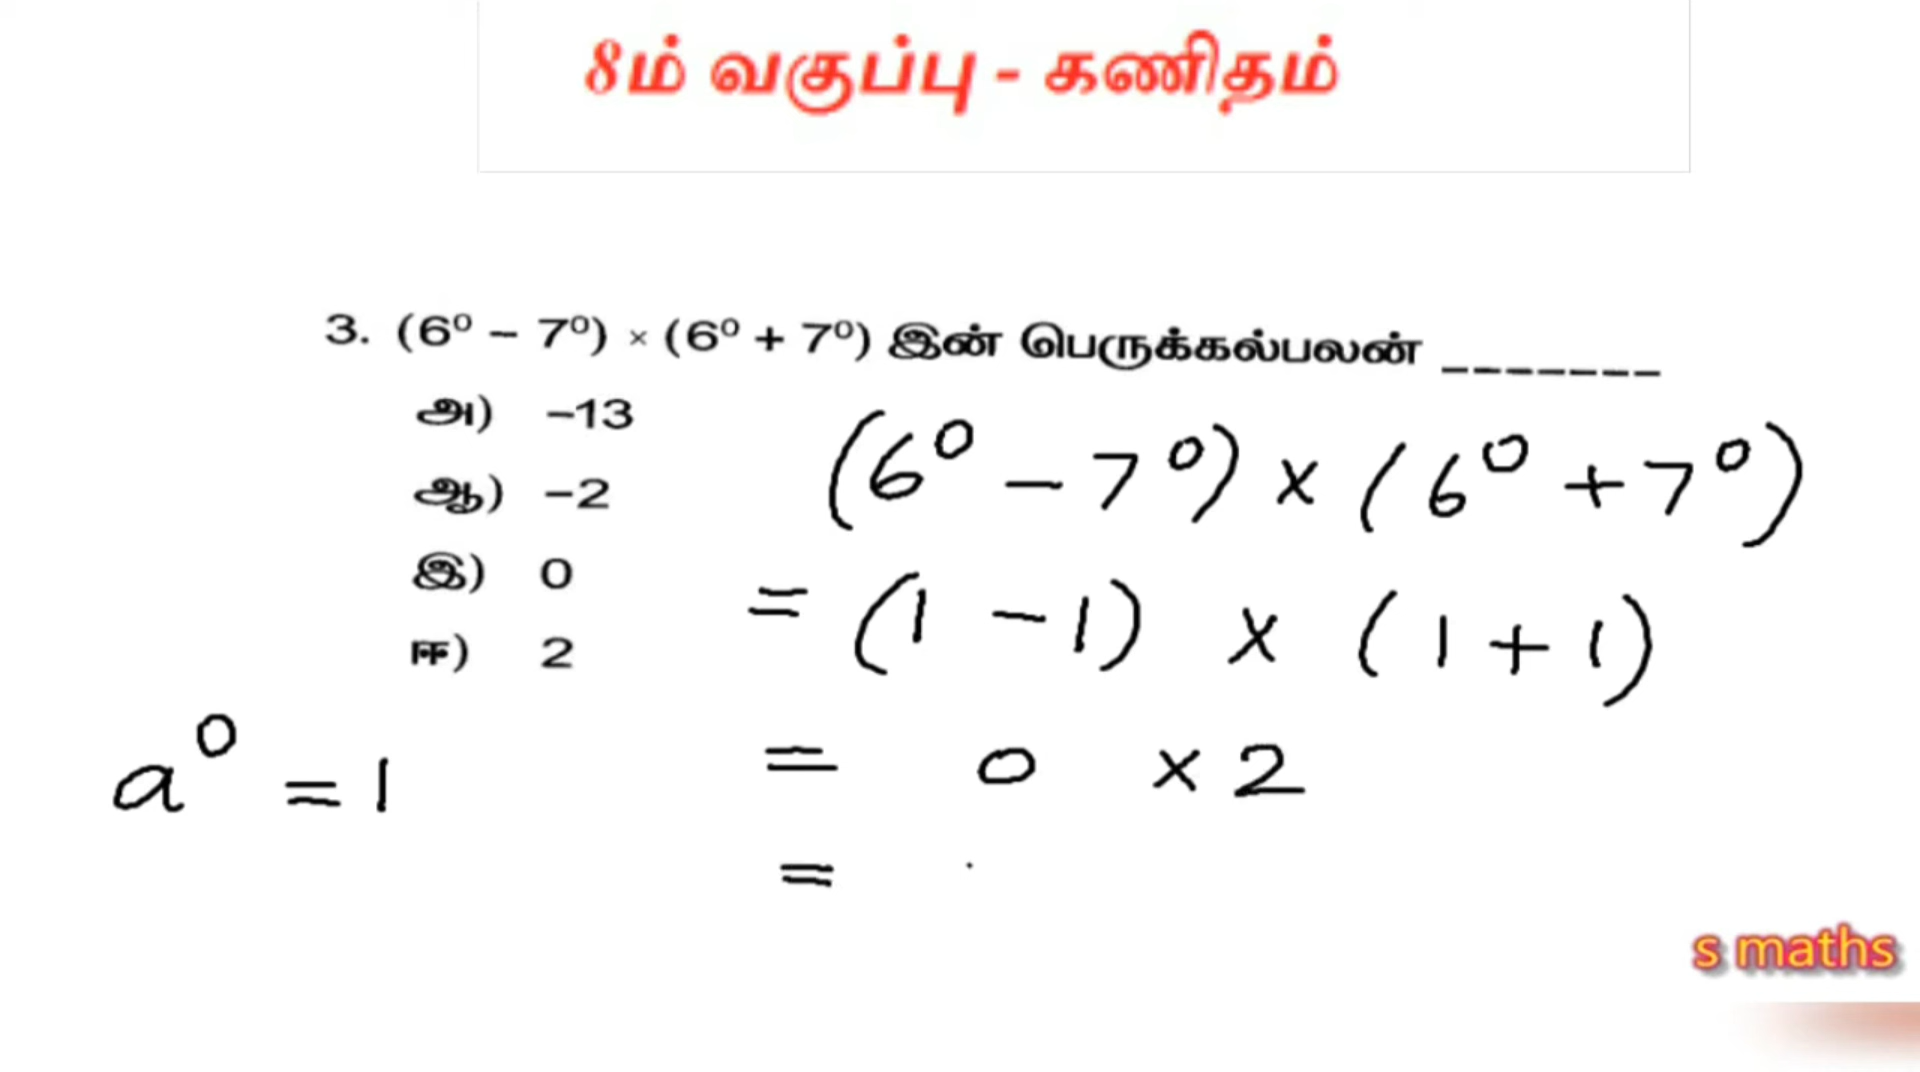 8ம் வகுப்பு - கணிதம்
3. (6⁰ – 7⁰) × (6⁰ + 7⁰) இன் பெருக்கல்பலன் _______
அ) –13
ஆ) –2
இ) 0
ஈ) 2
(6⁰ – 7⁰) × (6⁰ + 7⁰)
= (1 – 1) × (1 + 1)
= 0 × 2
=
a⁰ = 1
s maths